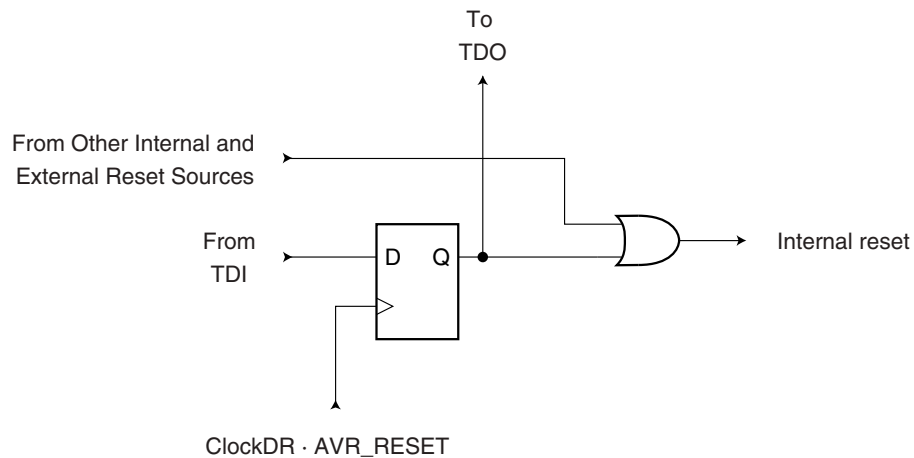 To
TDO
From Other Internal and
External Reset Sources
From
TDI
D
Q
Internal reset
ClockDR · AVR_RESET